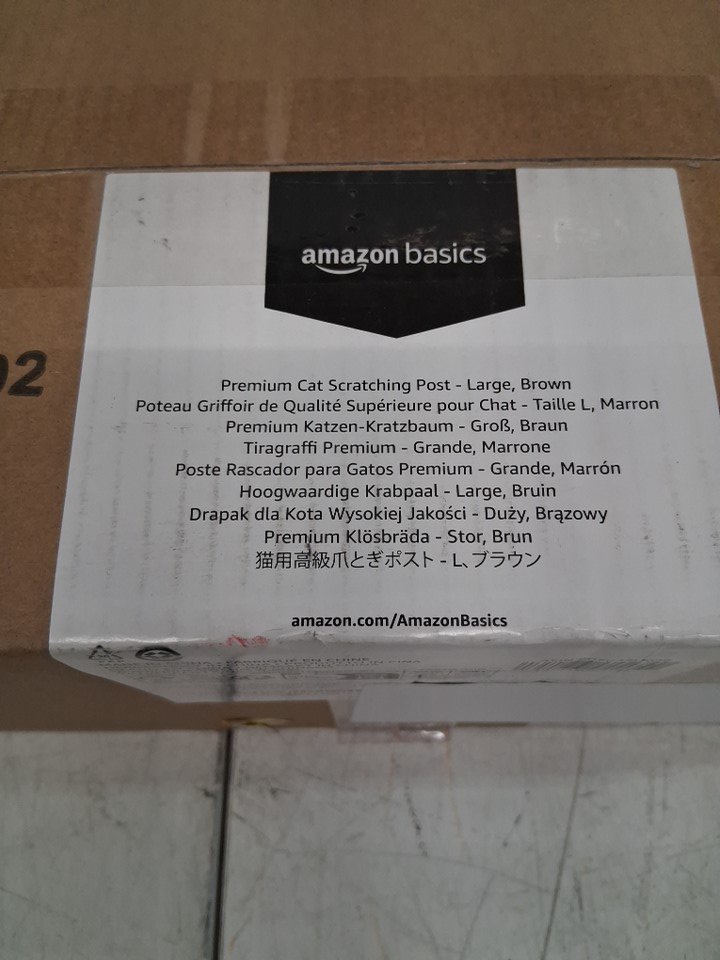 amazon basics
02
Premium Cat Scratching Post - Large, Brown
Poteau Griffoir de Qualité Supérieure pour Chat - Taille L, Marron
Premium Katzen-Kratzbaum - Groß, Braun
Tiragraffi Premium - Grande, Marrone
Poste Rascador para Gatos Premium - Grande, Marrón
Hoogwaardige Krabpaal - Large, Bruin
Drapak dla Kota Wysokiej Jakości - Duży, Brązowy
Premium Klösbräda - Stor, Brun
猫用高級爪とぎポスト - L、ブラウン
amazon.com/AmazonBasics